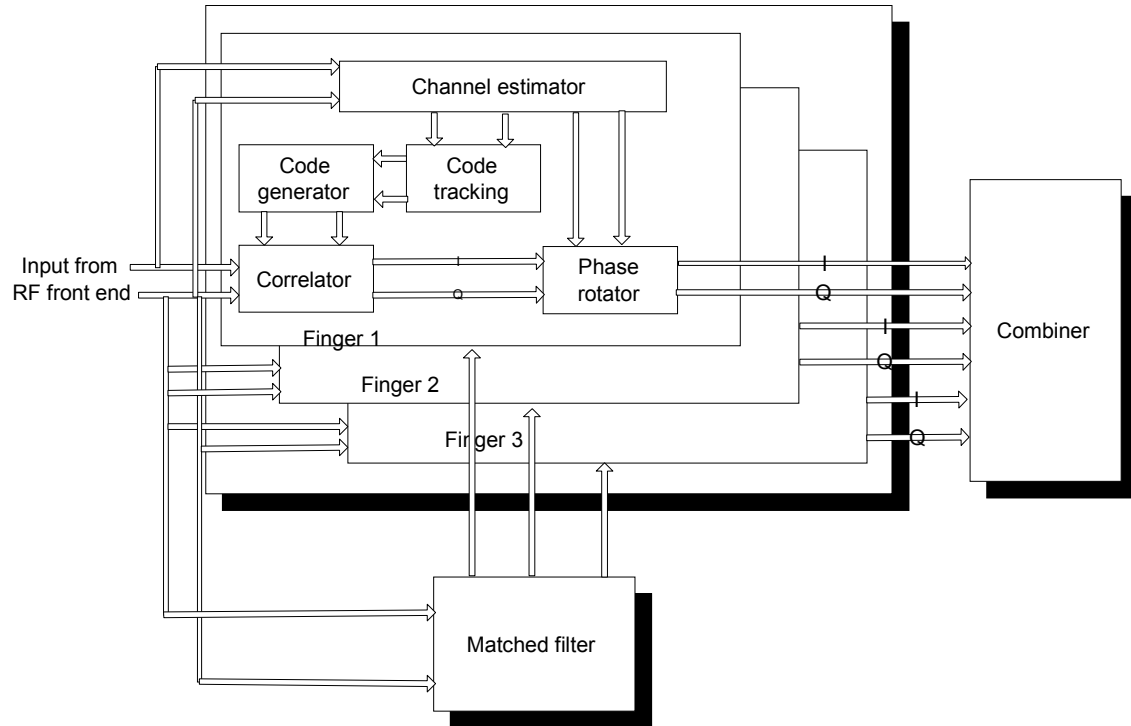 Channel estimator
Code
generator
Code
tracking
Input from
RF front end
Correlator
I
Q
Phase
rotator
I
Q
I
Q
I
Q
Combiner
Finger 1
Finger 2
Finger 3
Matched filter